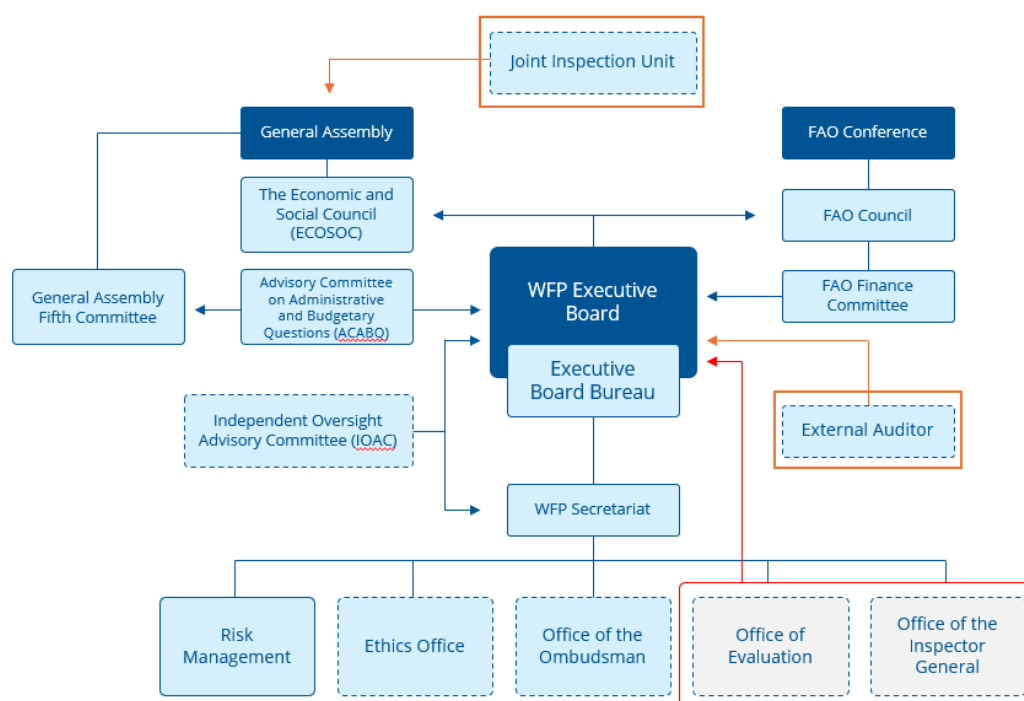 Joint Inspection Unit
General Assembly
FAO Conference
The Economic and
Social Council
(ECOSOC)
FAO Council
General Assembly
Fifth Committee
Advisory Committee
on Administrative
and Budgetary
Questions (ACABQ)
WFP Executive
Board
FAO Finance
Committee
Executive
Board Bureau
Independent Oversight
Advisory Committee (IOAC)
External Auditor
WFP Secretariat
Risk
Management
Ethics Office
Office of the
Ombudsman
Office of
Evaluation
Office of the
Inspector
General